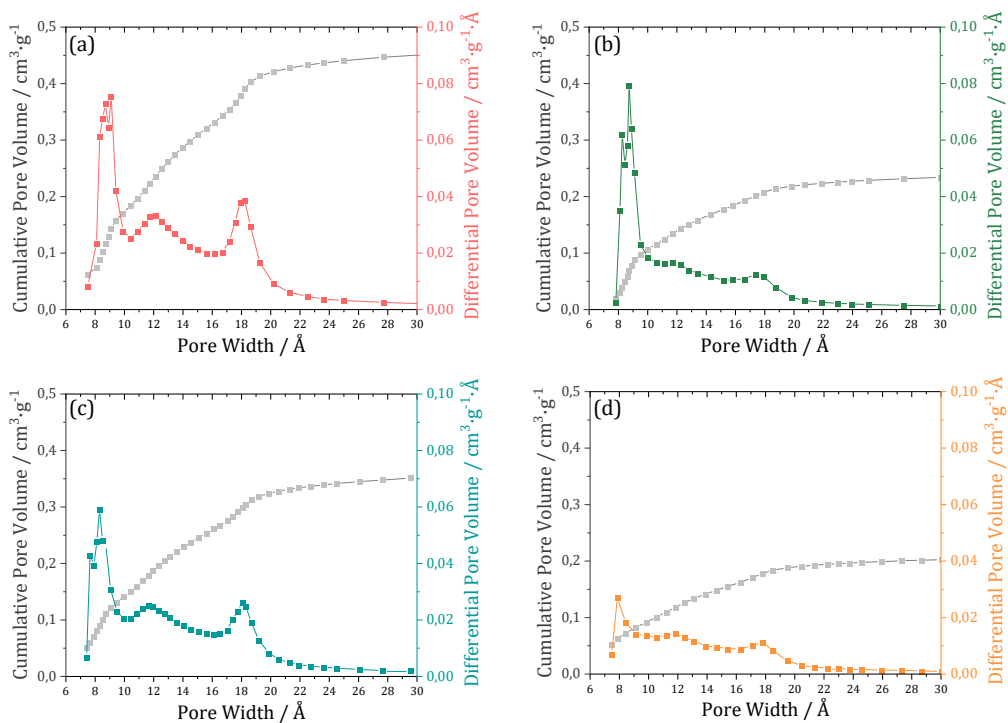 (a)
Cumulative Pore Volume / cm³·g⁻¹
0,5
0,4
0,3
0,2
0,1
0,0
0,10
0,08
0,06
0,04
0,02
0,00
Differential Pore Volume / cm³·g⁻¹·Å
6 8 10 12 14 16 18 20 22 24 26 28 30
Pore Width / Å
(b)
Cumulative Pore Volume / cm³·g⁻¹
0,5
0,4
0,3
0,2
0,1
0,0
0,10
0,08
0,06
0,04
0,02
0,00
Differential Pore Volume / cm³·g⁻¹·Å
6 8 10 12 14 16 18 20 22 24 26 28 30
Pore Width / Å
(c)
Cumulative Pore Volume / cm³·g⁻¹
0,5
0,4
0,3
0,2
0,1
0,0
0,10
0,08
0,06
0,04
0,02
0,00
Differential Pore Volume / cm³·g⁻¹·Å
6 8 10 12 14 16 18 20 22 24 26 28 30
Pore Width / Å
(d)
Cumulative Pore Volume / cm³·g⁻¹
0,5
0,4
0,3
0,2
0,1
0,0
0,10
0,08
0,06
0,04
0,02
0,00
Differential Pore Volume / cm³·g⁻¹·Å
6 8 10 12 14 16 18 20 22 24 26 28 30
Pore Width / Å